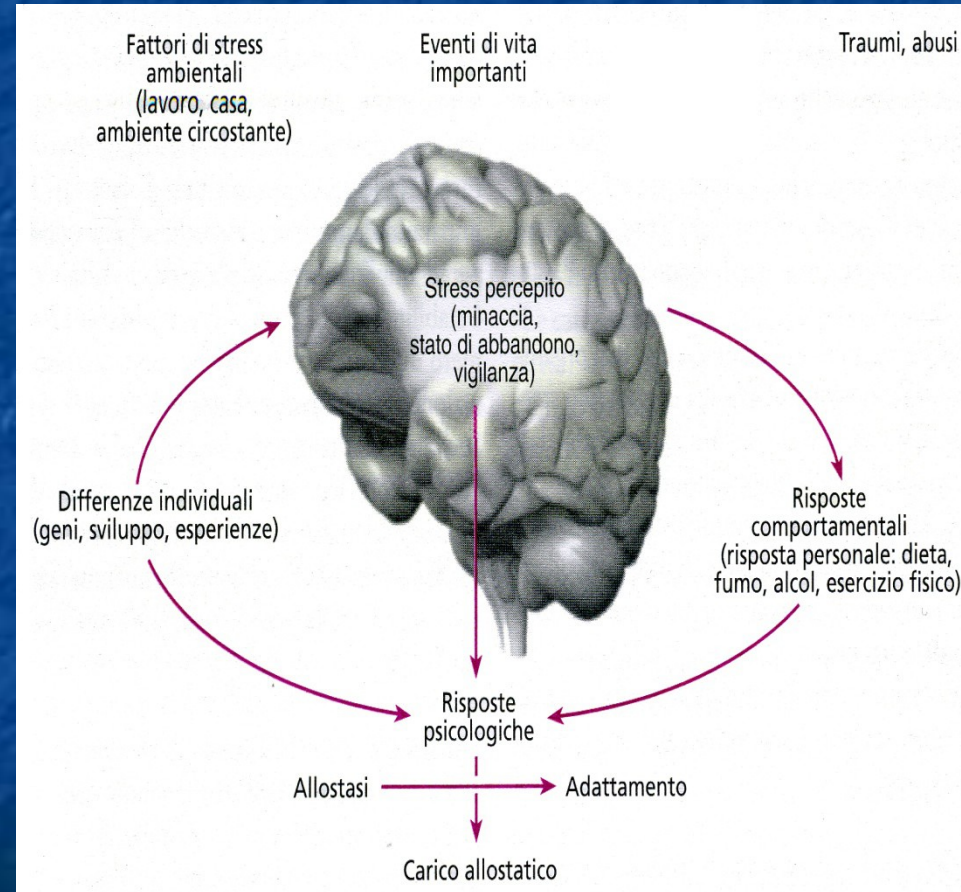 Fattori di stress
ambientali
(lavoro, casa,
ambiente circostante)
Eventi di vita
importanti
Traumi, abusi
Stress percepito
(minaccia,
stato di abbandono,
vigilanza)
Differenze individuali
(geni, sviluppo, esperienze)
Risposte
comportamentali
(risposta personale: dieta,
fumo, alcol, esercizio fisico)
Risposte
psicologiche
Allostasi
Adattamento
Carico allostatico